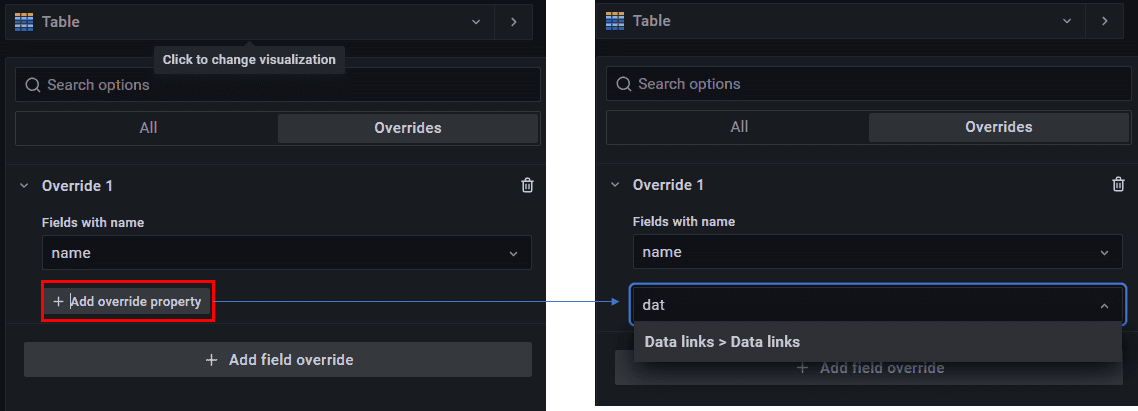 Table
Click to change visualization
Search options
All
Overrides
Override 1
Fields with name
name
+ Add override property
+ Add field override
Table
Search options
All
Overrides
Override 1
Fields with name
name
dat
Data links > Data links
+ Add field override